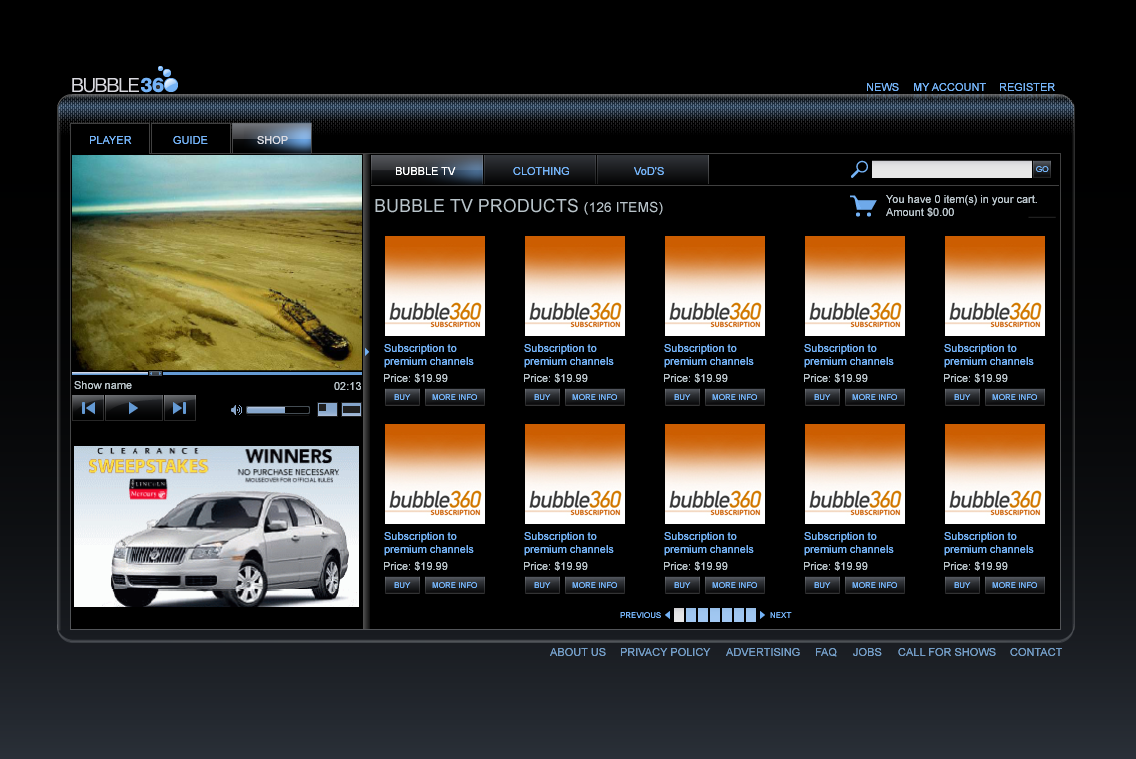 BUBBLE360
NEWS MY ACCOUNT REGISTER
PLAYER GUIDE SHOP
BUBBLE TV CLOTHING VoD'S
GO
BUBBLE TV PRODUCTS (126 ITEMS)
You have 0 item(s) in your cart.
Amount $0.00
bubble360 bubble360 bubble360 bubble360 bubble360
SUBSCRIPTION SUBSCRIPTION SUBSCRIPTION SUBSCRIPTION SUBSCRIPTION
Subscription to Subscription to Subscription to Subscription to Subscription to
premium channels premium channels premium channels premium channels premium channels
Price: $19.99 Price: $19.99 Price: $19.99 Price: $19.99 Price: $19.99
BUY MORE INFO BUY MORE INFO BUY MORE INFO BUY MORE INFO BUY MORE INFO
Show name 02:13
CLEARANCE
SWEEPSTAKES
LINCOLN
Mercury
WINNERS
NO PURCHASE NECESSARY
MOUSEOVER FOR OFFICIAL RULES
bubble360 bubble360 bubble360 bubble360 bubble360
SUBSCRIPTION SUBSCRIPTION SUBSCRIPTION SUBSCRIPTION SUBSCRIPTION
Subscription to Subscription to Subscription to Subscription to Subscription to
premium channels premium channels premium channels premium channels premium channels
Price: $19.99 Price: $19.99 Price: $19.99 Price: $19.99 Price: $19.99
BUY MORE INFO BUY MORE INFO BUY MORE INFO BUY MORE INFO BUY MORE INFO
PREVIOUS NEXT
ABOUT US PRIVACY POLICY ADVERTISING FAQ JOBS CALL FOR SHOWS CONTACT